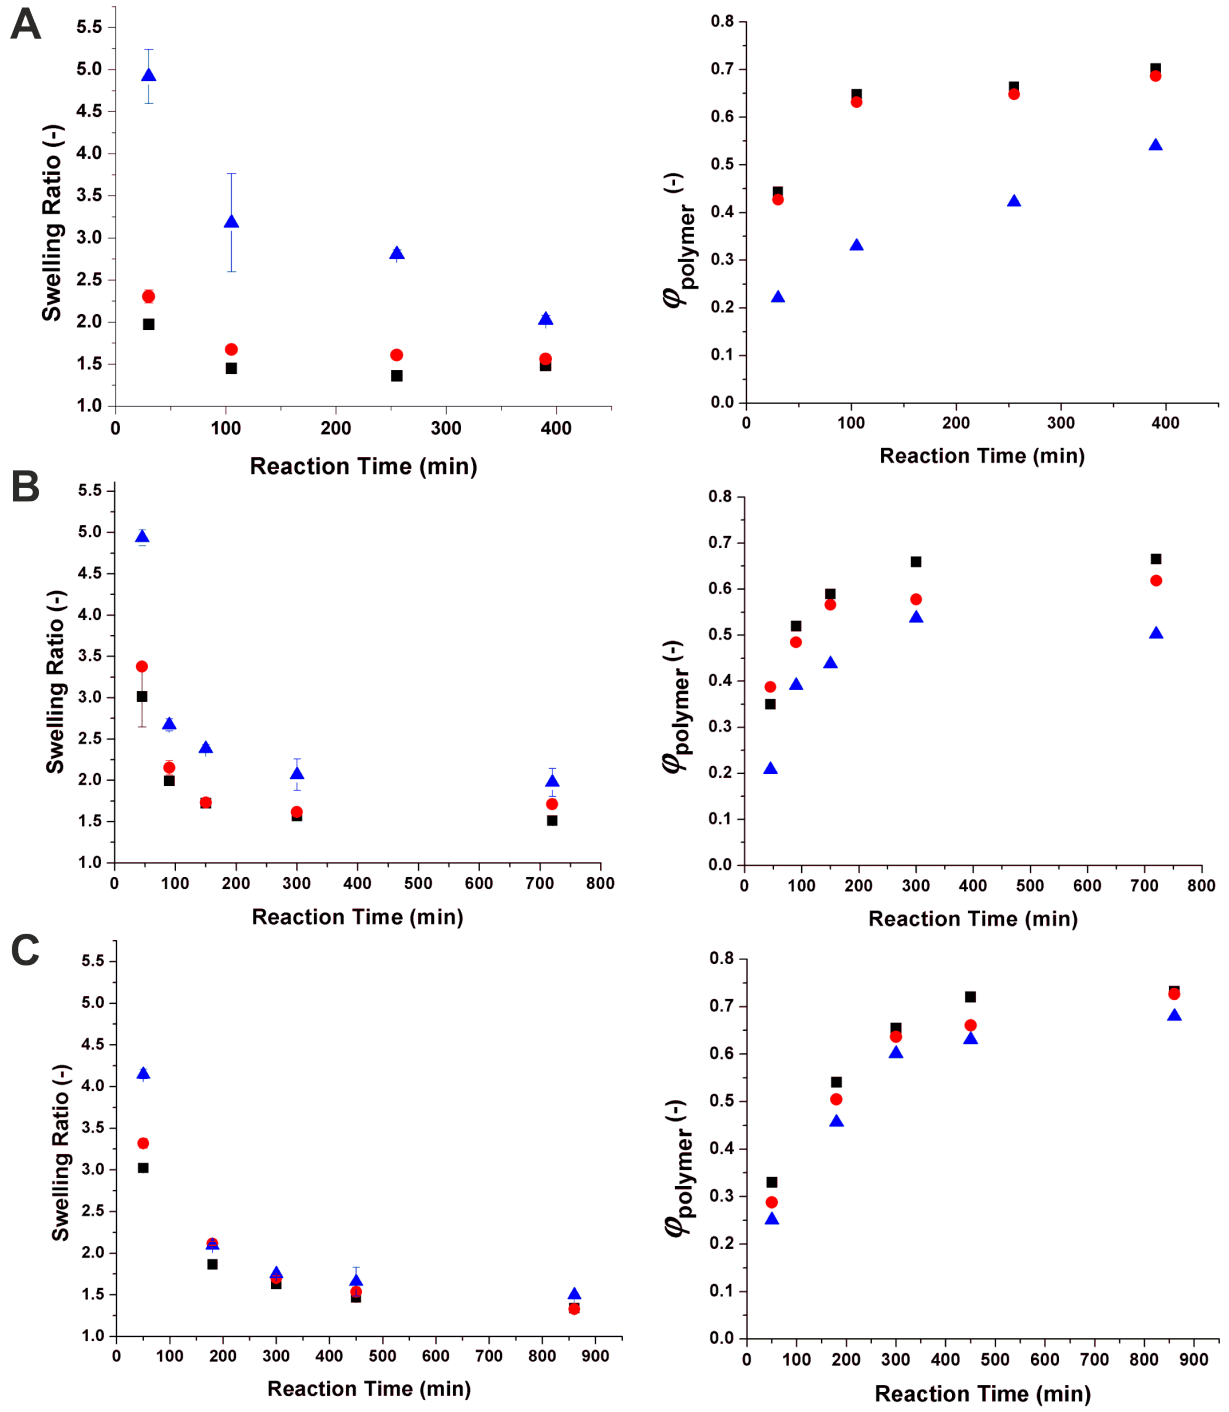 A
5.5
5.0
4.5
4.0
3.5
3.0
2.5
2.0
1.5
1.0
Swelling Ratio (-)
0 100 200 300 400
Reaction Time (min)
0.8
0.7
0.6
0.5
0.4
0.3
0.2
0.1
0.0
φpolymer (-)
0 100 200 300 400
Reaction Time (min)
B
5.5
5.0
4.5
4.0
3.5
3.0
2.5
2.0
1.5
1.0
Swelling Ratio (-)
0 100 200 300 400 500 600 700 800
Reaction Time (min)
0.8
0.7
0.6
0.5
0.4
0.3
0.2
0.1
0.0
φpolymer (-)
0 100 200 300 400 500 600 700 800
Reaction Time (min)
C
5.5
5.0
4.5
4.0
3.5
3.0
2.5
2.0
1.5
1.0
Swelling Ratio (-)
0 100 200 300 400 500 600 700 800 900
Reaction Time (min)
0.8
0.7
0.6
0.5
0.4
0.3
0.2
0.1
0.0
φpolymer (-)
0 100 200 300 400 500 600 700 800 900
Reaction Time (min)